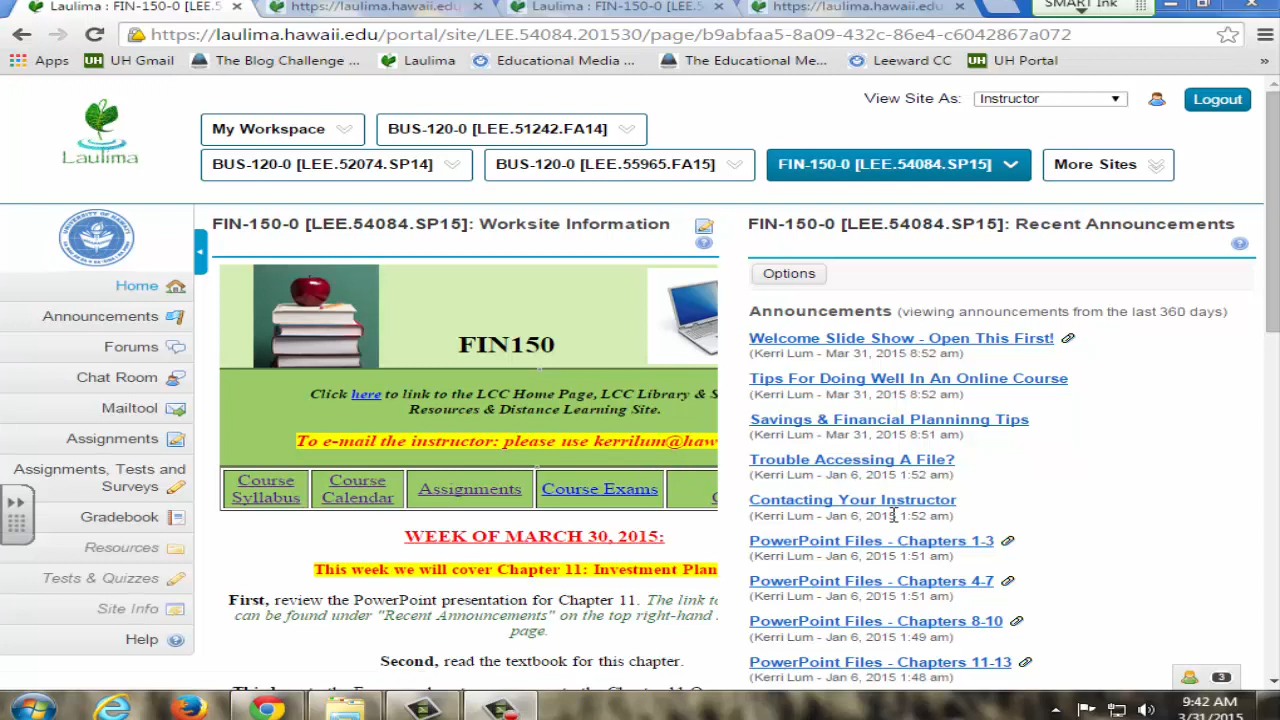 Laulima : FIN-150-0 [LEE.5 https://laulima.hawaii.edu Laulima : FIN-150-0 [LEE.5 https://laulima.hawaii.edu SMART Ink
https://laulima.hawaii.edu/portal/site/LEE.54084.201530/page/b9abfaa5-8a09-432c-86e4-c6042867a072
Apps UH Gmail The Blog Challenge ... Laulima Educational Media ... The Educational Me... Leeward CC UH Portal »
View Site As: Instructor Logout
Laulima
My Workspace BUS-120-0 [LEE.51242.FA14]
BUS-120-0 [LEE.52074.SP14] BUS-120-0 [LEE.55965.FA15] FIN-150-0 [LEE.54084.SP15] More Sites
Home
Announcements
Forums
Chat Room
Mailtool
Assignments
Assignments, Tests and
Surveys
Gradebook
Resources
Tests & Quizzes
Site Info
Help
FIN-150-0 [LEE.54084.SP15]: Worksite Information
FIN150
Click here to link to the LCC Home Page, LCC Library & S
Resources & Distance Learning Site.
To e-mail the instructor: please use kerrilum@haw
Course
Syllabus
Course
Calendar
Assignments
Course Exams
WEEK OF MARCH 30, 2015:
This week we will cover Chapter 11: Investment Plan
First, review the PowerPoint presentation for Chapter 11. The link t
can be found under "Recent Announcements" on the top right-hand
page.
Second, read the textbook for this chapter.
FIN-150-0 [LEE.54084.SP15]: Recent Announcements
Options
Announcements (viewing announcements from the last 360 days)
Welcome Slide Show - Open This First!
(Kerri Lum - Mar 31, 2015 8:52 am)
Tips For Doing Well In An Online Course
(Kerri Lum - Mar 31, 2015 8:52 am)
Savings & Financial Planninng Tips
(Kerri Lum - Mar 31, 2015 8:51 am)
Trouble Accessing A File?
(Kerri Lum - Jan 6, 2015 1:52 am)
Contacting Your Instructor
(Kerri Lum - Jan 6, 2015 1:52 am)
PowerPoint Files - Chapters 1-3
(Kerri Lum - Jan 6, 2015 1:51 am)
PowerPoint Files - Chapters 4-7
(Kerri Lum - Jan 6, 2015 1:51 am)
PowerPoint Files - Chapters 8-10
(Kerri Lum - Jan 6, 2015 1:49 am)
PowerPoint Files - Chapters 11-13
(Kerri Lum - Jan 6, 2015 1:48 am)
3
9:42 AM
3/31/2015